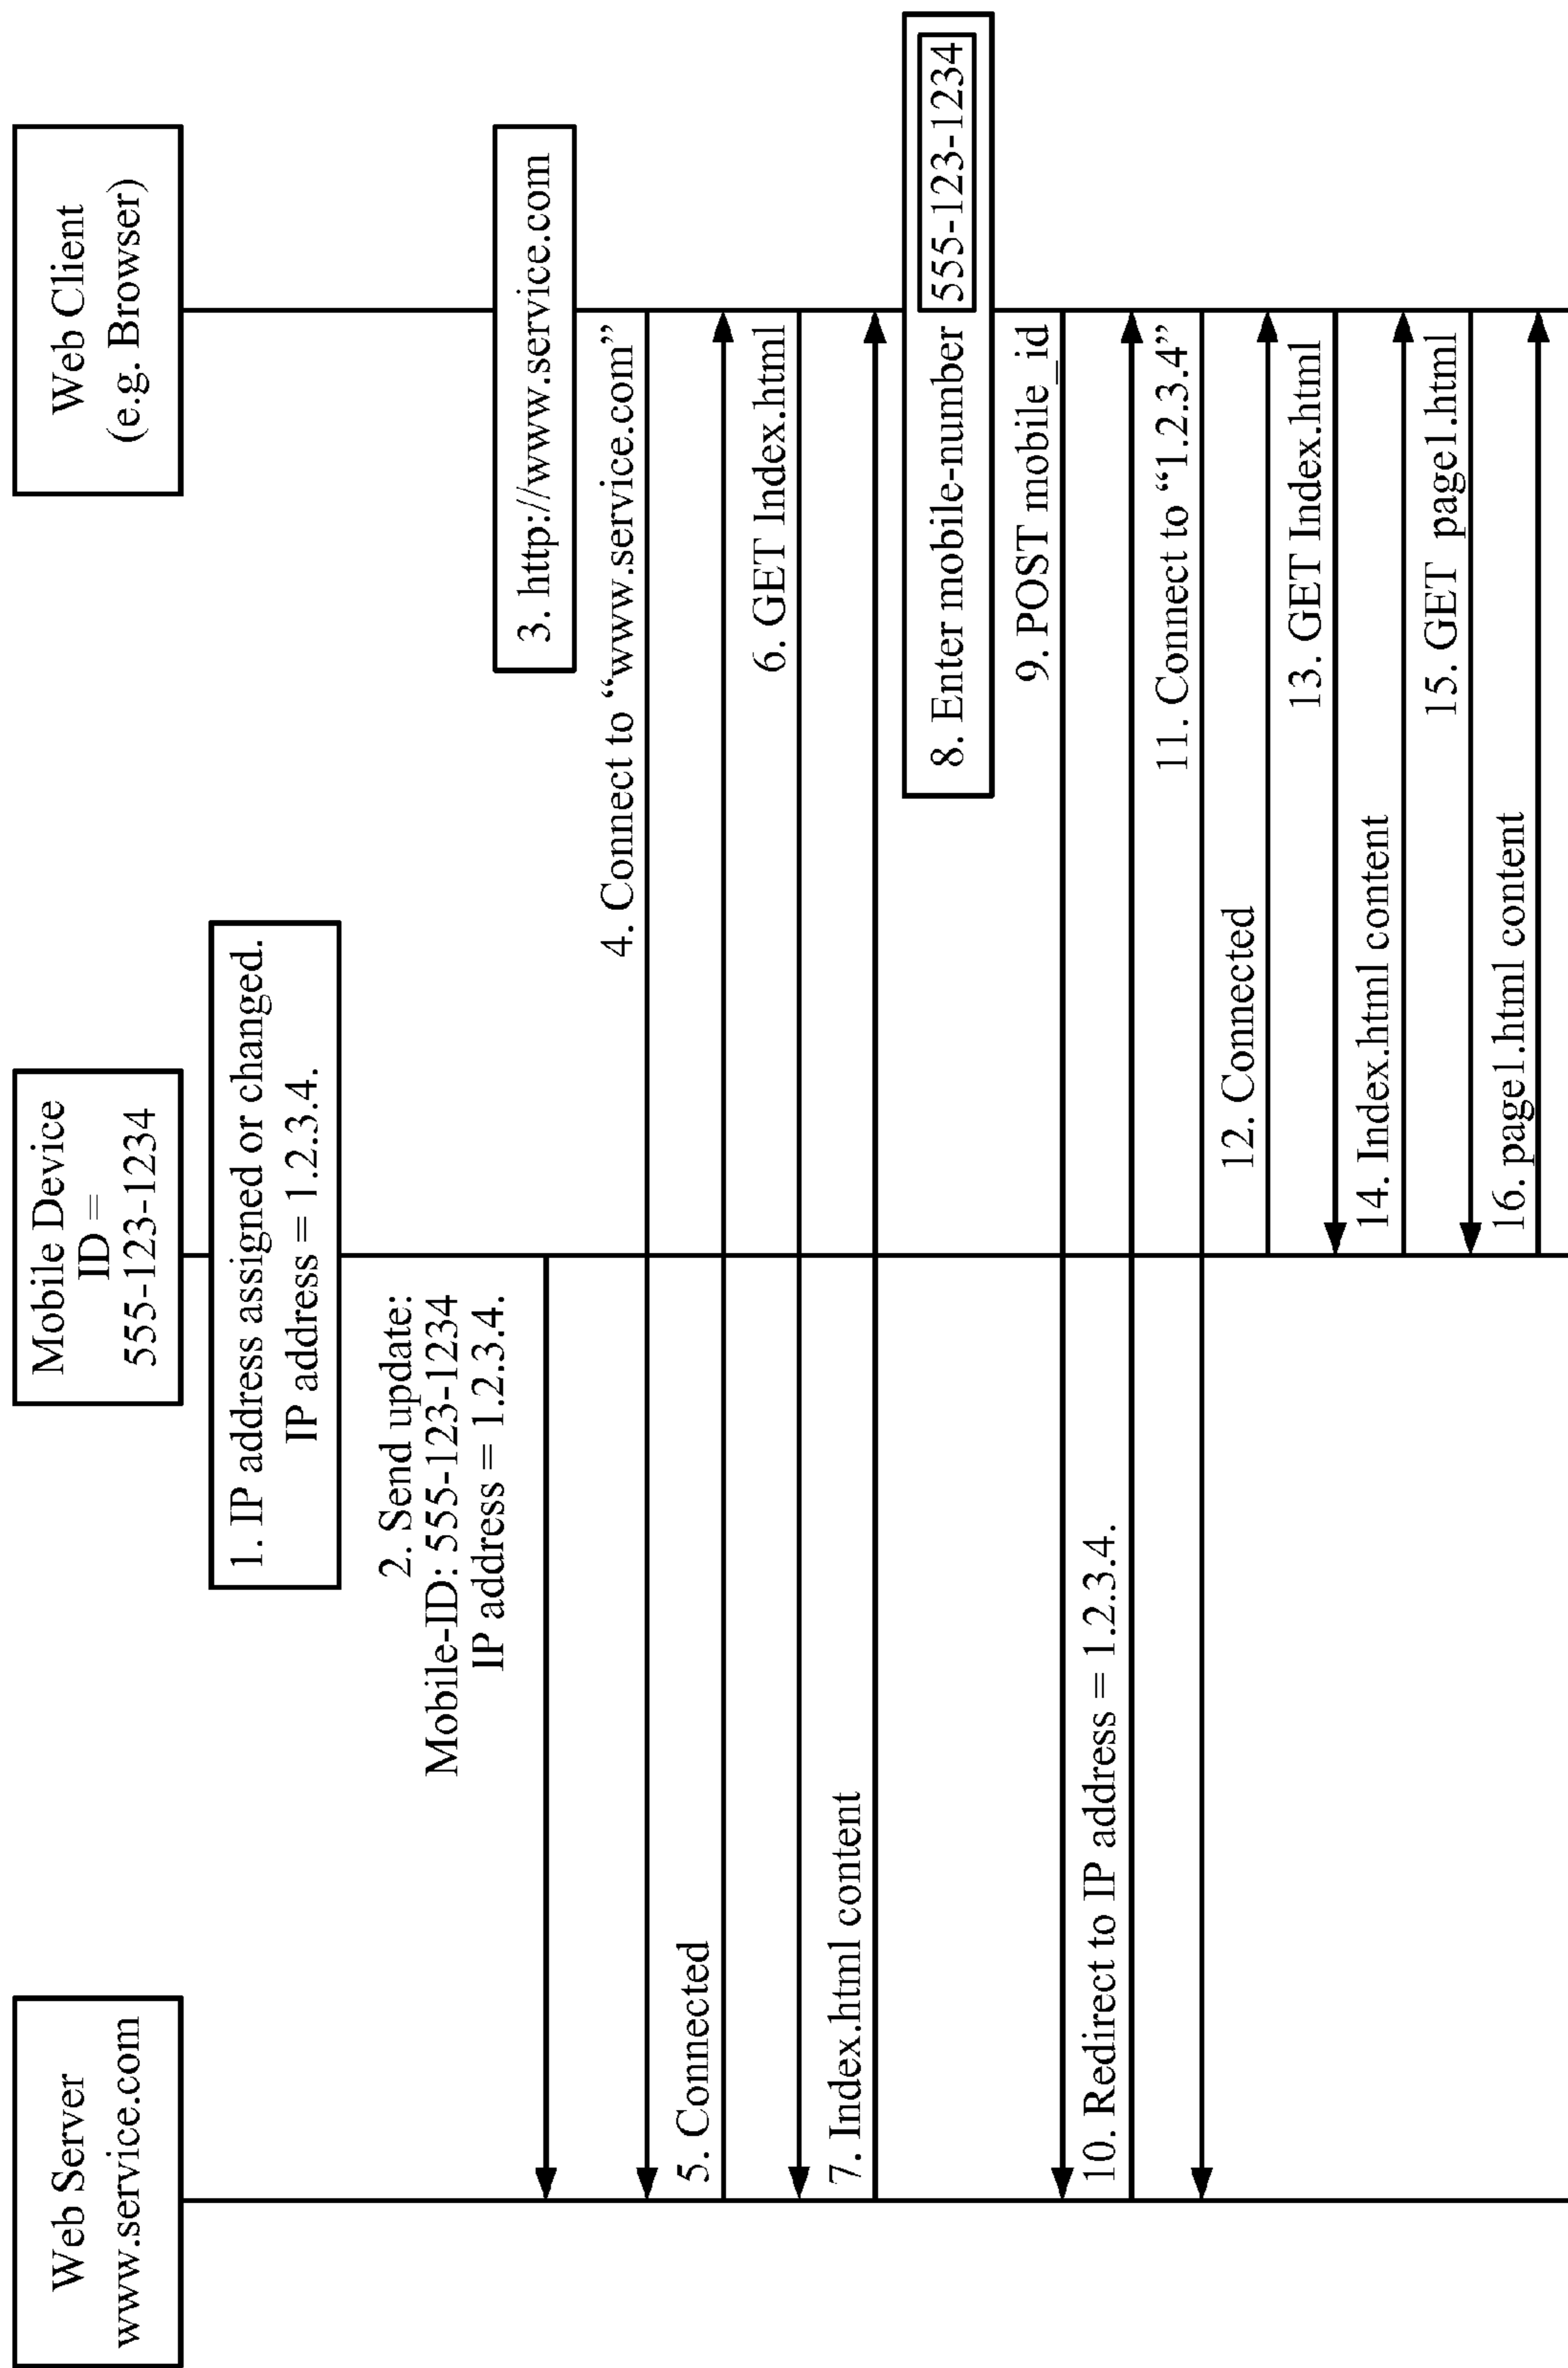 Web Server
www.service.com
Mobile Device
ID =
555-123-1234
Web Client
(e.g. Browser)
1. IP address assigned or changed.
IP address = 1.2.3.4.
2. Send update:
Mobile-ID: 555-123-1234
IP address = 1.2.3.4.
3. http://www.service.com
4. Connect to “www.service.com”
5. Connected
6. GET Index.html
7. Index.html content
8. Enter mobile-number 555-123-1234
9. POST mobile_id
10. Redirect to IP address = 1.2.3.4.
11. Connect to “1.2.3.4”
12. Connected
13. GET Index.html
14. Index.html content
15. GET page1.html
16. page1.html content